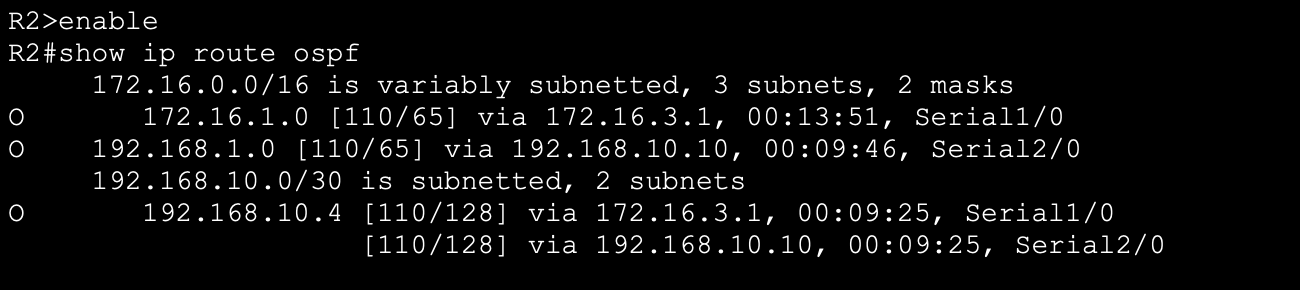 R2>enable
R2#show ip route ospf
     172.16.0.0/16 is variably subnetted, 3 subnets, 2 masks
O       172.16.1.0 [110/65] via 172.16.3.1, 00:13:51, Serial1/0
O    192.168.1.0 [110/65] via 192.168.10.10, 00:09:46, Serial2/0
     192.168.10.0/30 is subnetted, 2 subnets
O       192.168.10.4 [110/128] via 172.16.3.1, 00:09:25, Serial1/0
                     [110/128] via 192.168.10.10, 00:09:25, Serial2/0